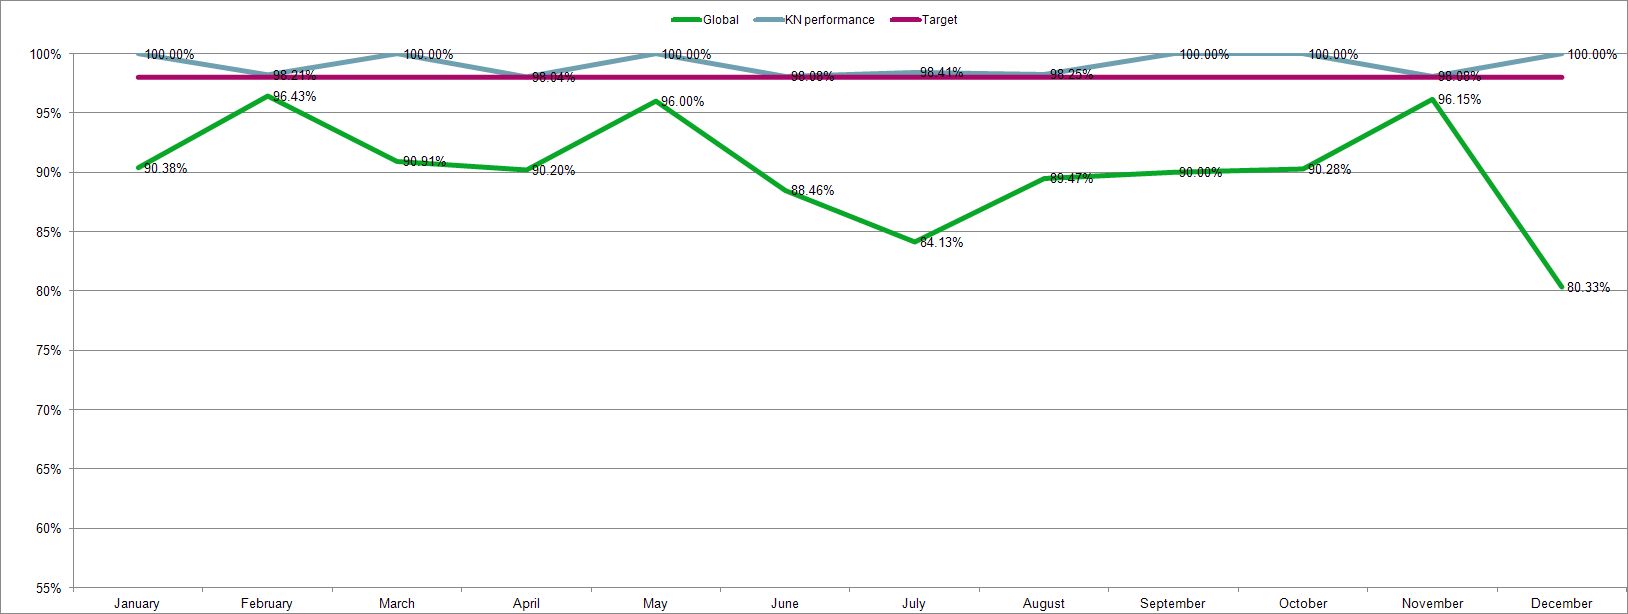 Global KN performance Target
100% 100.00% 100.00% 100.00% 100.00% 100.00% 100.00%
98.21% 98.04% 98.08% 98.41% 98.25% 98.08%
96.43% 96.00% 96.15%
95%
90.38% 90.91% 90.20% 88.46% 84.13% 89.47% 90.00% 90.28% 80.33%
90%
85%
80%
75%
70%
65%
60%
55%
January February March April May June July August September October November December